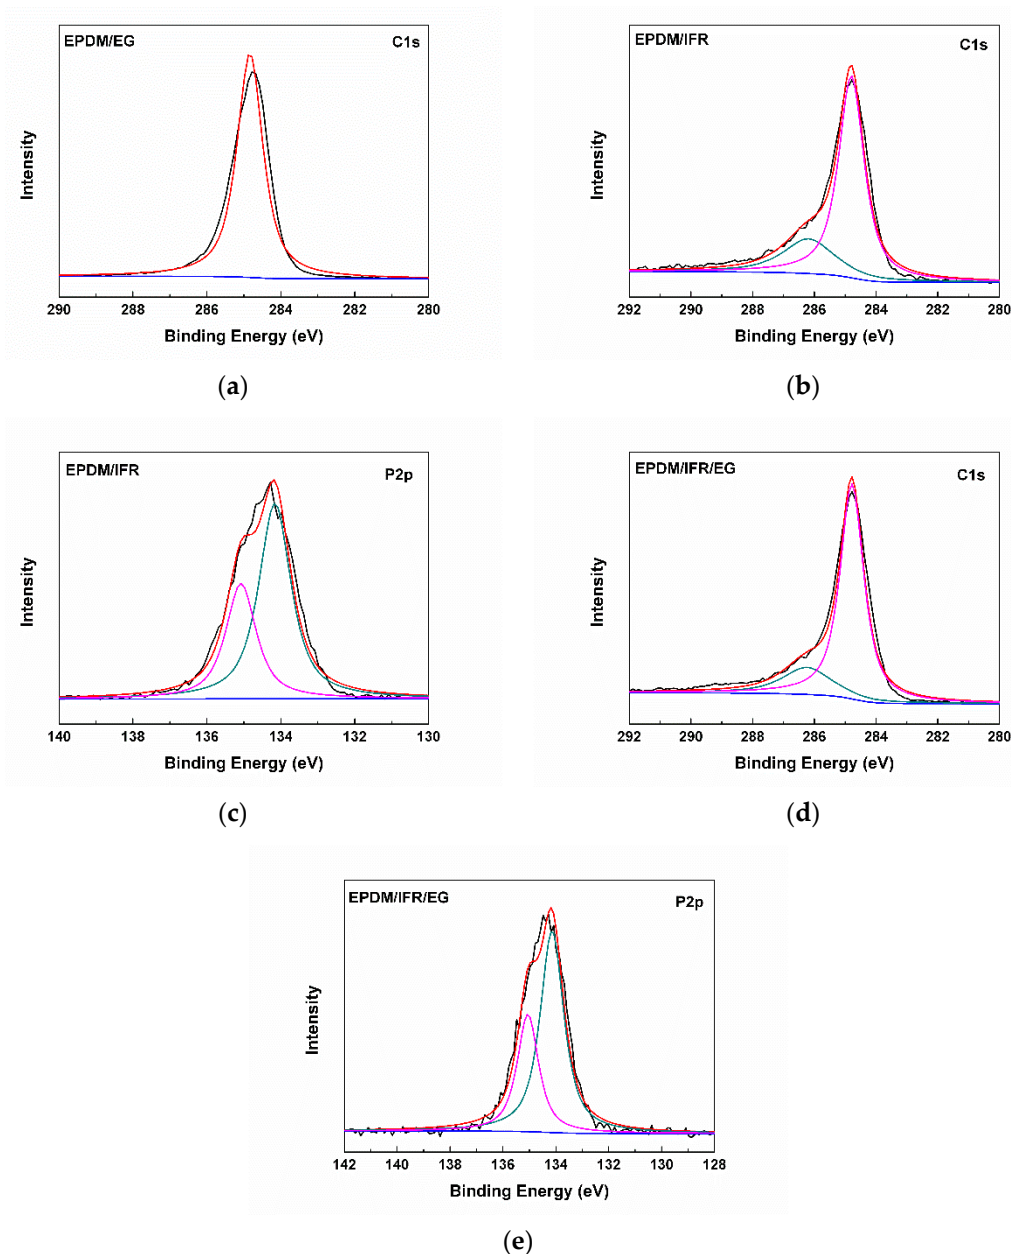 EPDM/EG C1s
Intensity
290 288 286 284 282 280
Binding Energy (eV)
(a)
EPDM/IFR C1s
Intensity
292 290 288 286 284 282 280
Binding Energy (eV)
(b)
EPDM/IFR P2p
Intensity
140 138 136 134 132 130
Binding Energy (eV)
(c)
EPDM/IFR/EG C1s
Intensity
292 290 288 286 284 282 280
Binding Energy (eV)
(d)
EPDM/IFR/EG P2p
Intensity
142 140 138 136 134 132 130 128
Binding Energy (eV)
(e)